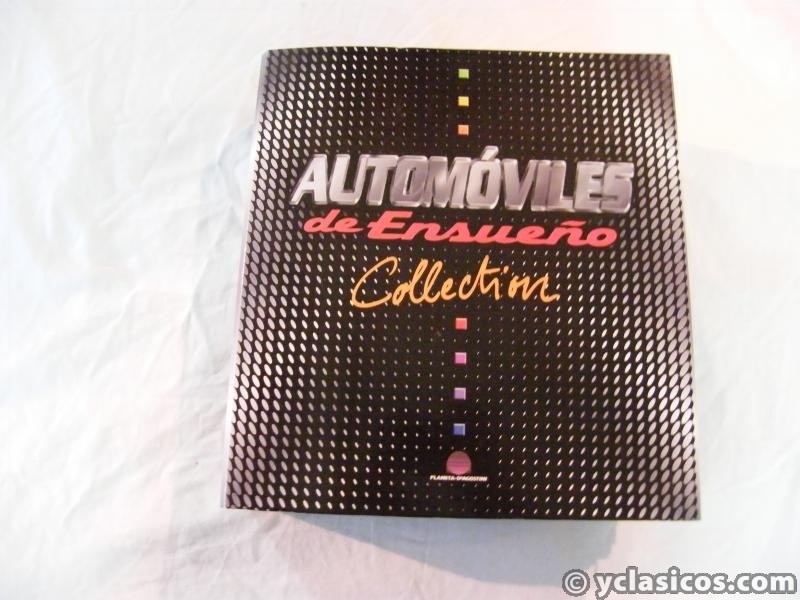 AUTOMÓVILES
de Ensueño
Collection
PLANETA-DEAGOSTINI
© yclasicos.com